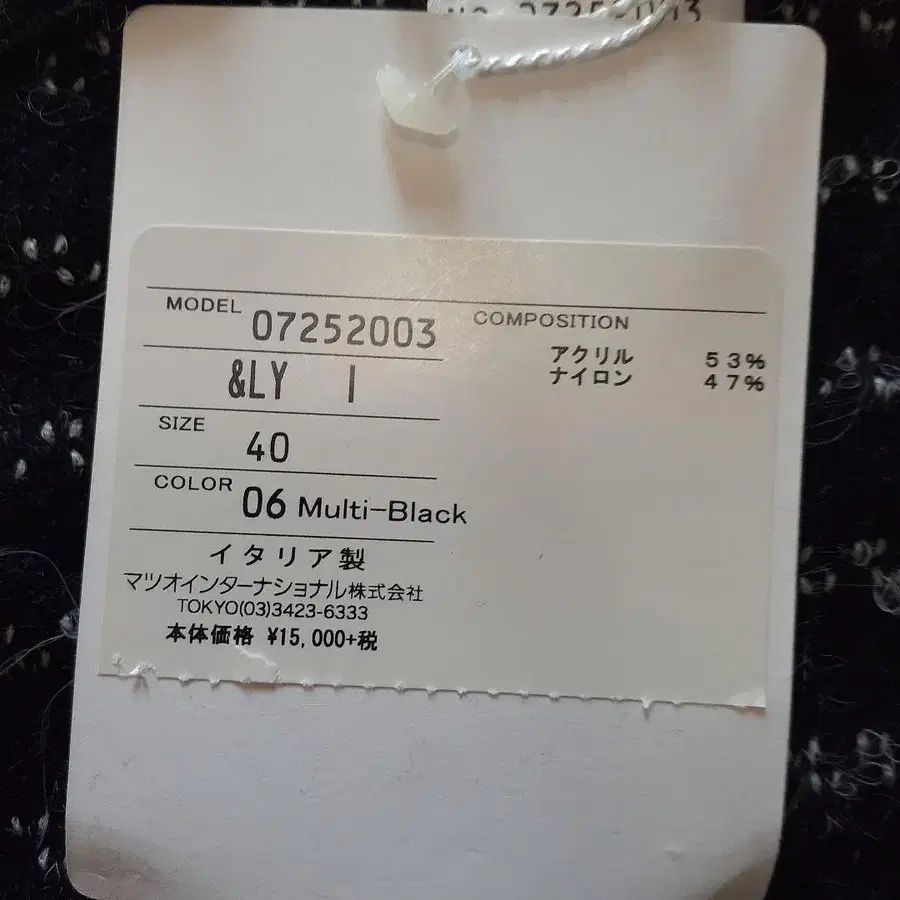 No. 07252003
MODEL 07252003
&LY I
SIZE 40
COLOR 06 Multi-Black
COMPOSITION
アクリル 53%
ナイロン 47%
イタリア製
マツオインターナショナル株式会社
TOKYO(03)3423-6333
本体価格 ¥15,000+税